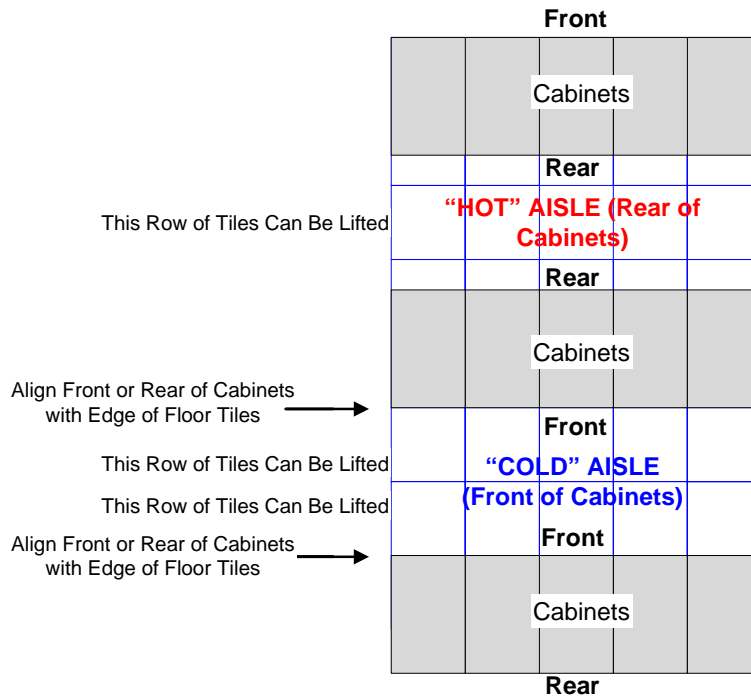 Front
Cabinets
Rear
This Row of Tiles Can Be Lifted
“HOT” AISLE (Rear of
Cabinets)
Rear
Cabinets
Align Front or Rear of Cabinets
with Edge of Floor Tiles
Front
This Row of Tiles Can Be Lifted
“COLD” AISLE
(Front of Cabinets)
This Row of Tiles Can Be Lifted
Align Front or Rear of Cabinets
with Edge of Floor Tiles
Front
Cabinets
Rear